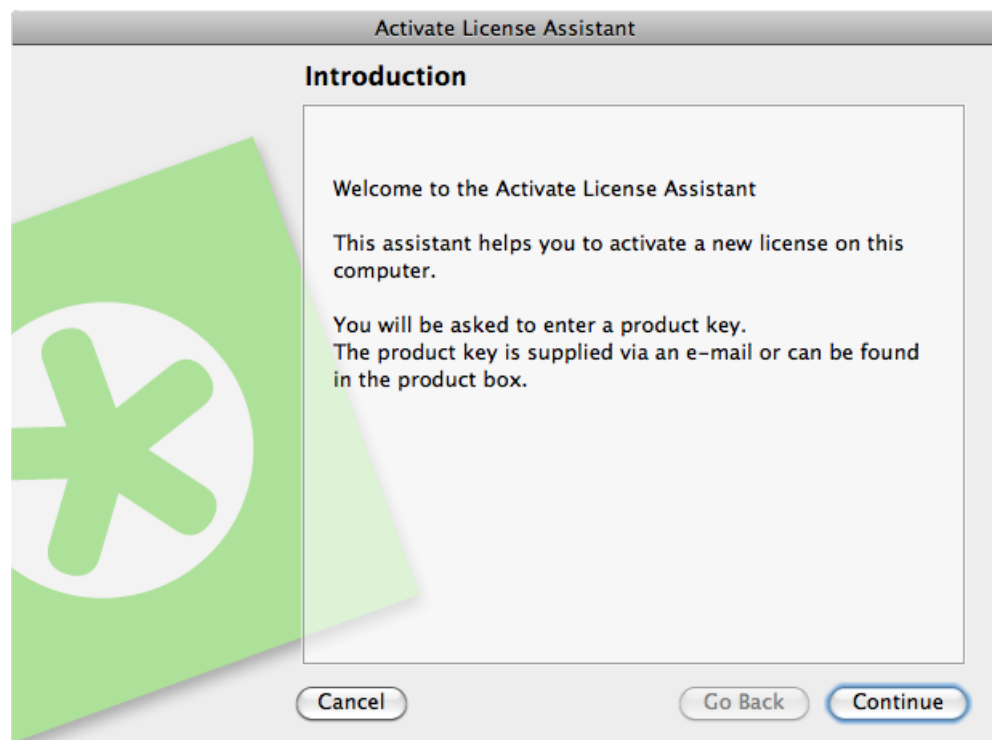 Activate License Assistant
Introduction
Welcome to the Activate License Assistant
This assistant helps you to activate a new license on this
computer.
You will be asked to enter a product key.
The product key is supplied via an e-mail or can be found
in the product box.
Cancel
Go Back
Continue